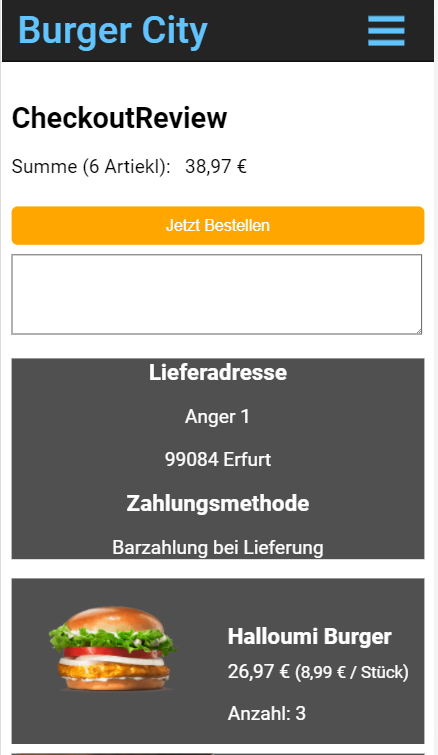 Burger City
CheckoutReview
Summe (6 Artiekl): 38,97 €
Jetzt Bestellen
Lieferadresse
Anger 1
99084 Erfurt
Zahlungsmethode
Barzahlung bei Lieferung
Halloumi Burger
26,97 € (8,99 € / Stück)
Anzahl: 3